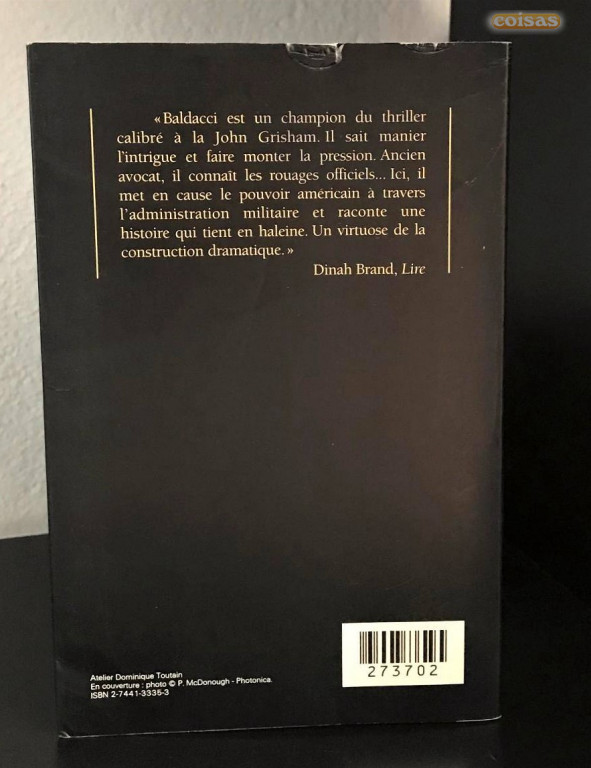 coisas
« Baldacci est un champion du thriller
calibré à la John Grisham. Il sait manier
l'intrigue et faire monter la pression. Ancien
avocat, il connaît les rouages officiels... Ici, il
met en cause le pouvoir américain à travers
l'administration militaire et raconte une
histoire qui tient en haleine. Un virtuose de la
construction dramatique. »
Dinah Brand, Lire
Atelier Dominique Toutain
En couverture : photo © P. McDonough - Photonica.
ISBN 2-7441-3335-3
273702